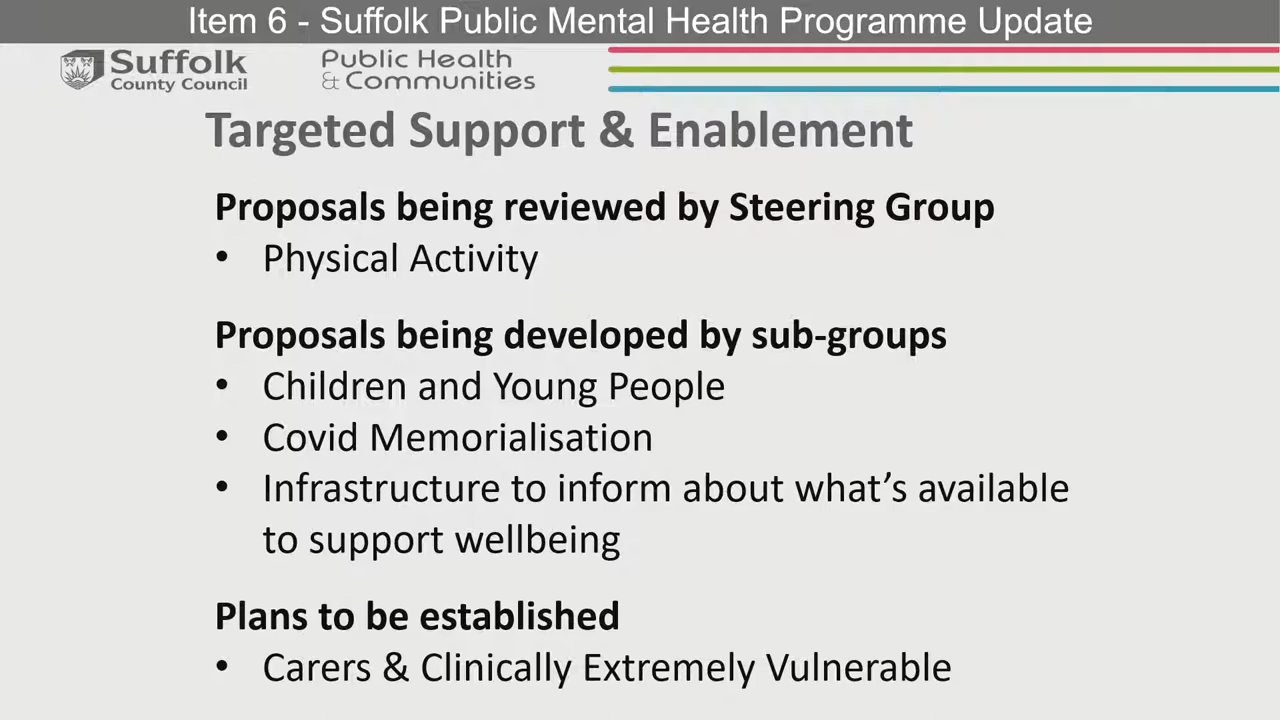 Item 6 - Suffolk Public Mental Health Programme Update
Suffolk
County Council
Public Health
& Communities
Targeted Support & Enablement
Proposals being reviewed by Steering Group
• Physical Activity
Proposals being developed by sub-groups
• Children and Young People
• Covid Memorialisation
• Infrastructure to inform about what’s available
to support wellbeing
Plans to be established
• Carers & Clinically Extremely Vulnerable